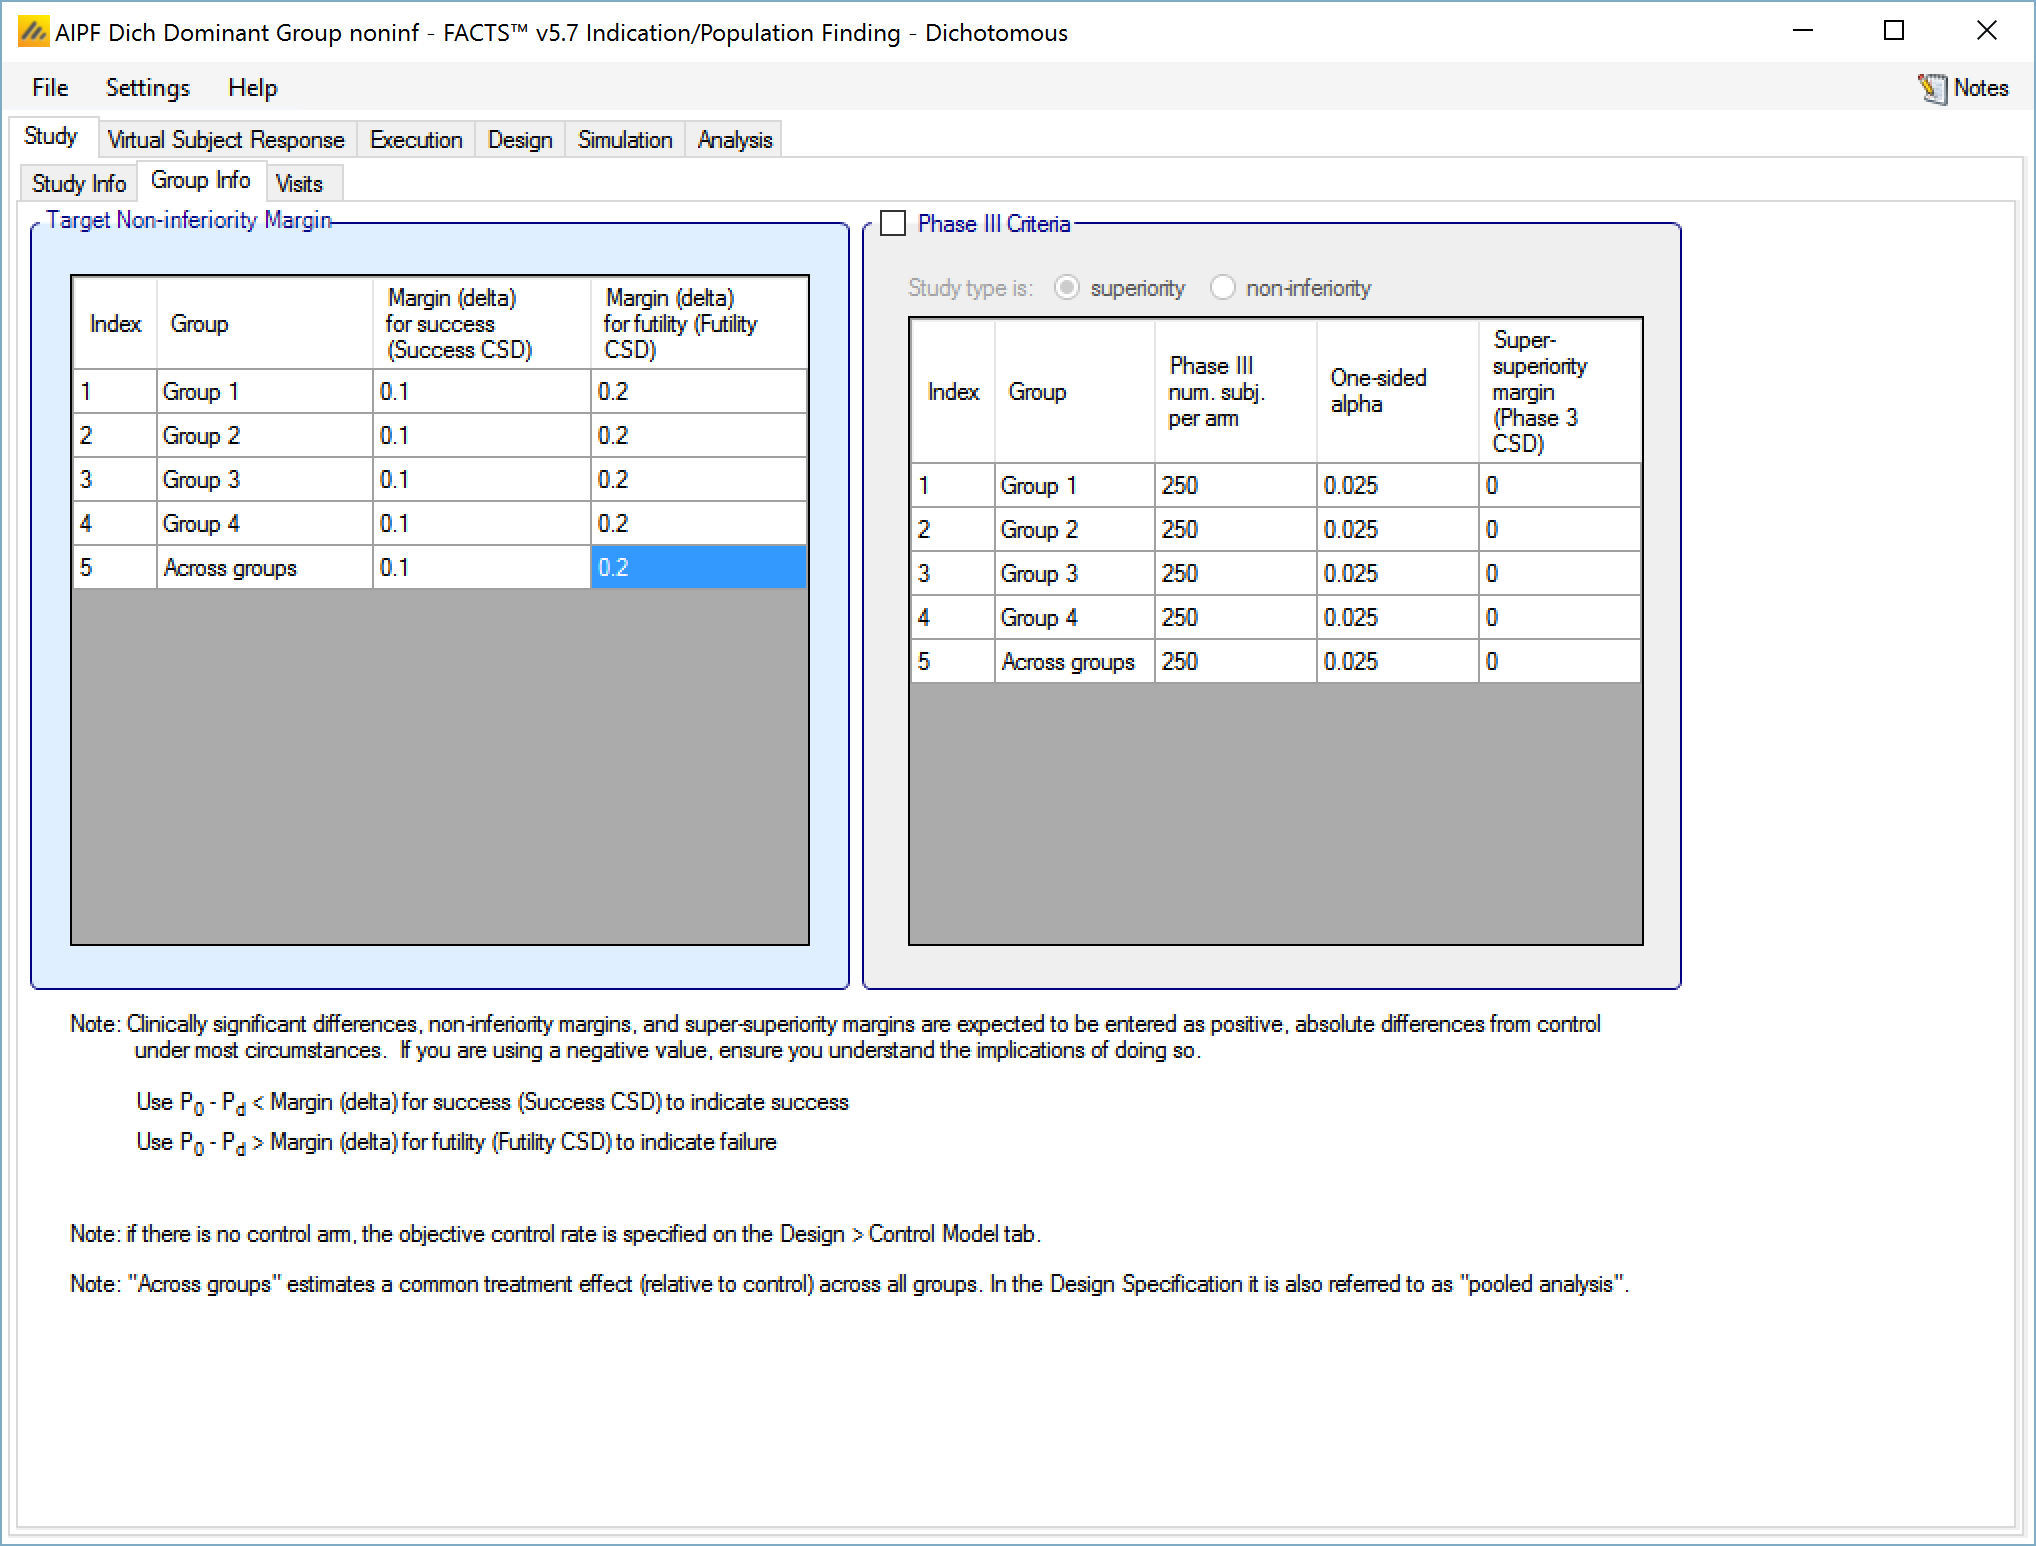 AIPF Dich Dominant Group noninf - FACTS™ v5.7 Indication/Population Finding - Dichotomous
File Settings Help Notes
Study Virtual Subject Response Execution Design Simulation Analysis
Study Info Group Info Visits
Target Non-inferiority Margin
Index Group Margin (delta) for success (Success CSD) Margin (delta) for futility (Futility CSD)
1 Group 1 0.1 0.2
2 Group 2 0.1 0.2
3 Group 3 0.1 0.2
4 Group 4 0.1 0.2
5 Across groups 0.1 0.2
Phase III Criteria
Study type is: superiority non-inferiority
Index Group Phase III num. subj. per arm One-sided alpha Super-superiority margin (Phase 3 CSD)
1 Group 1 250 0.025 0
2 Group 2 250 0.025 0
3 Group 3 250 0.025 0
4 Group 4 250 0.025 0
5 Across groups 250 0.025 0
Note: Clinically significant differences, non-inferiority margins, and super-superiority margins are expected to be entered as positive, absolute differences from control
under most circumstances. If you are using a negative value, ensure you understand the implications of doing so.
Use P0 - Pd < Margin (delta) for success (Success CSD) to indicate success
Use P0 - Pd > Margin (delta) for futility (Futility CSD) to indicate failure
Note: if there is no control arm, the objective control rate is specified on the Design > Control Model tab.
Note: "Across groups" estimates a common treatment effect (relative to control) across all groups. In the Design Specification it is also referred to as "pooled analysis".